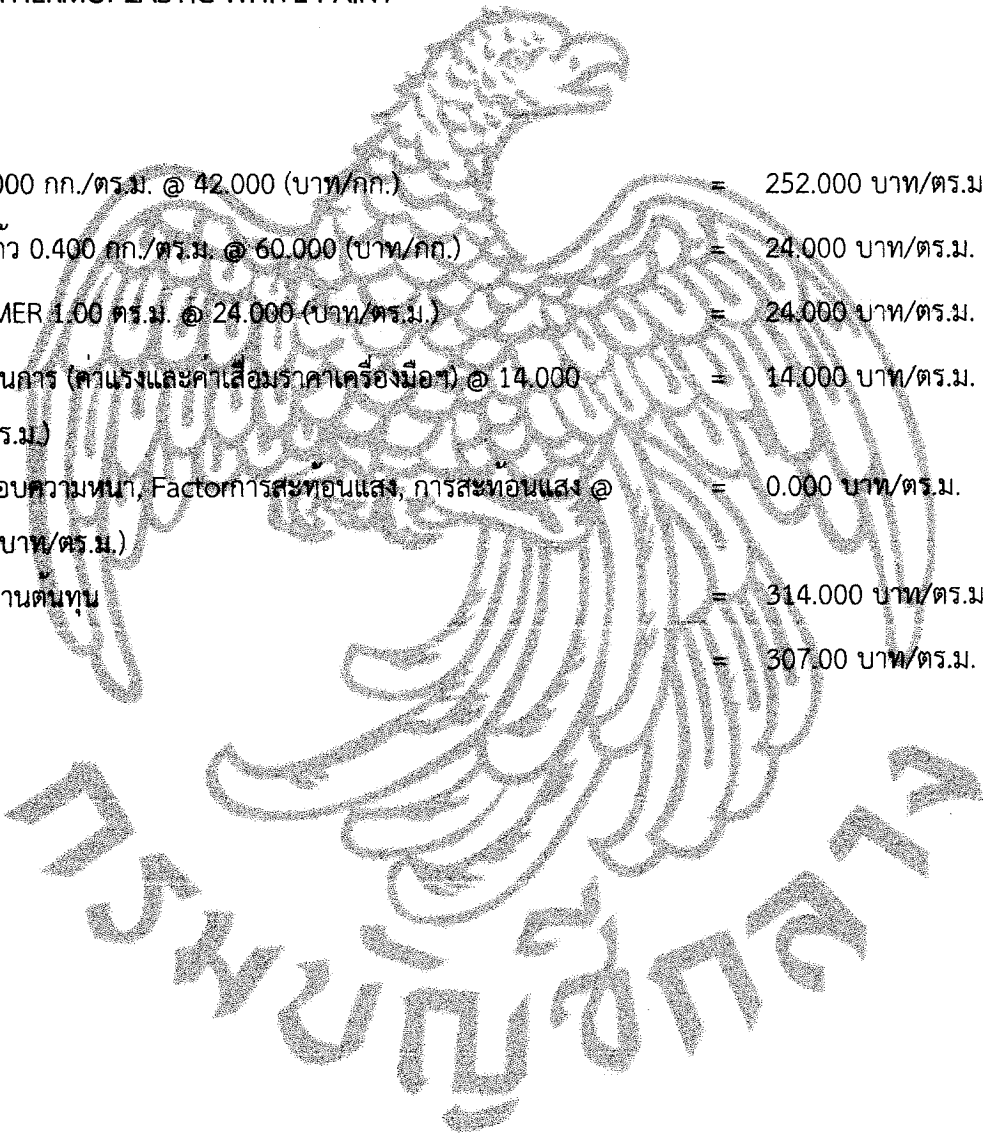 THERMOPLASTIC WHITE PAINT
000 กก./ตร.ม. @ 42.000 (บาท/กก.) = 252.000 บาท/ตร.ม
้ว 0.400 กก./ตร.ม. @ 60.000 (บาท/กก.) = 24.000 บาท/ตร.ม.
MER 1.00 ตร.ม. @ 24.000 (บาท/ตร.ม.) = 24.000 บาท/ตร.ม.
นการ (ค่าแรงและค่าเสื่อมราคาเครื่องมือฯ) @ 14.000 = 14.000 บาท/ตร.ม.
ร.ม.)
อบความหนา, Factorการสะท้อนแสง, การสะท้อนแสง @ = 0.000 บาท/ตร.ม.
บาท/ตร.ม.)
านต้นทุน = 314.000 บาท/ตร.ม
= 307.00 บาท/ตร.ม.
กรมบัญชีกลาง